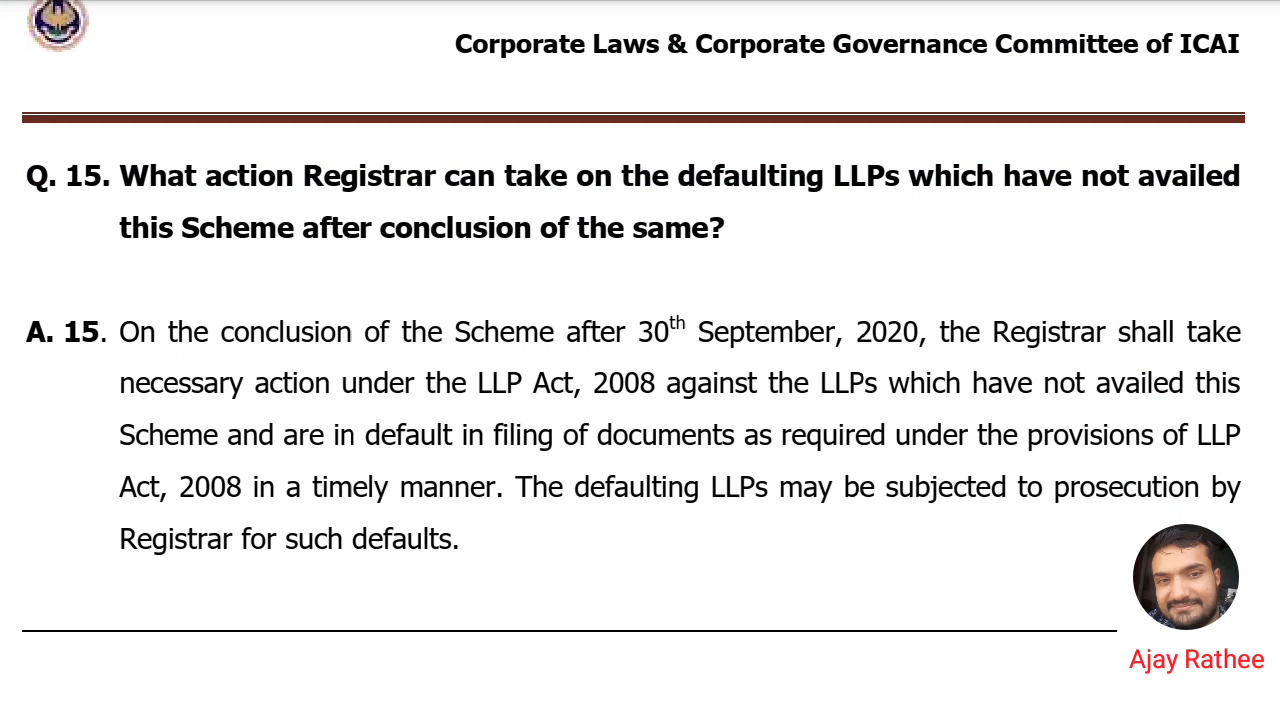 Corporate Laws & Corporate Governance Committee of ICAI
Q. 15. What action Registrar can take on the defaulting LLPs which have not availed
this Scheme after conclusion of the same?
A. 15. On the conclusion of the Scheme after 30th September, 2020, the Registrar shall take
necessary action under the LLP Act, 2008 against the LLPs which have not availed this
Scheme and are in default in filing of documents as required under the provisions of LLP
Act, 2008 in a timely manner. The defaulting LLPs may be subjected to prosecution by
Registrar for such defaults.
Ajay Rathee